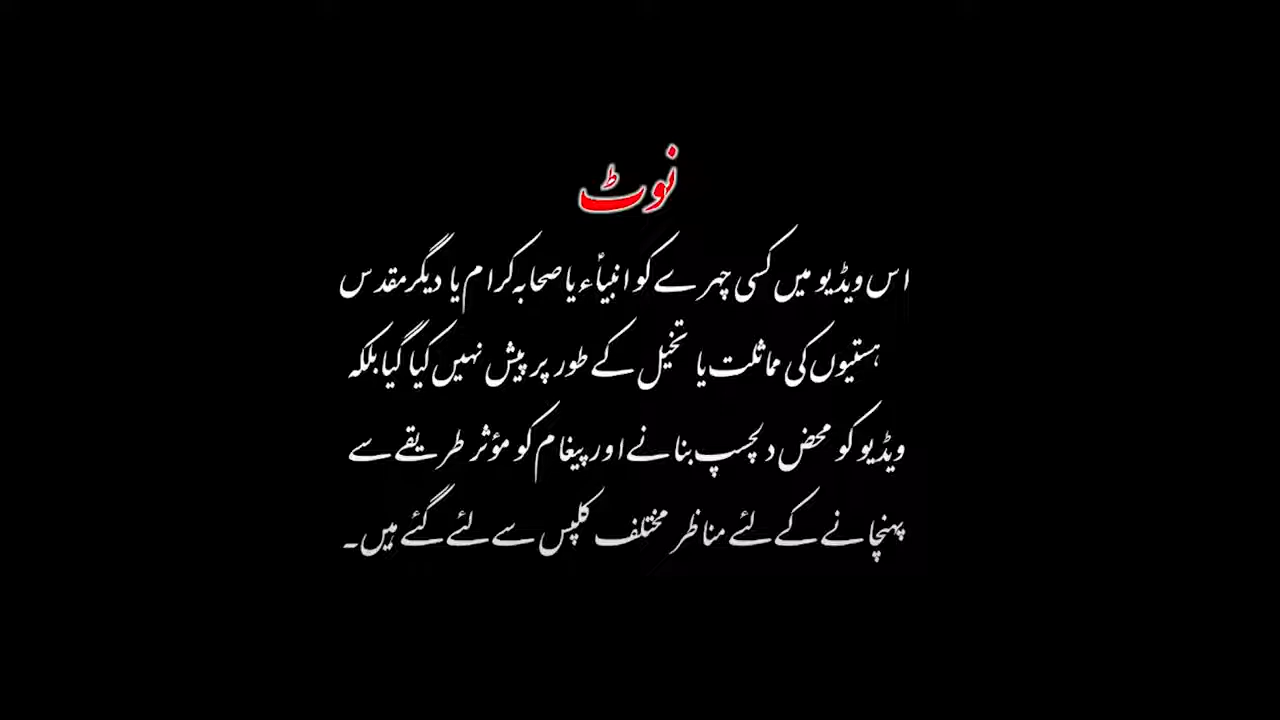 نوٹ
اس ویڈیو میں کسی چہرے کو انبیاؑء یا صحابہ کرام یا دیگر مقدس
ہستیوں کی مماثلت یا تخیل کے طور پر پیش نہیں کیا گیا بلکہ
ویڈیو کو محض دلچسپ بنانے اور پیغام کو مؤثر طریقے سے
پہنچانے کے لئے مناظر مختلف کلپس سے لئے گئے ہیں۔